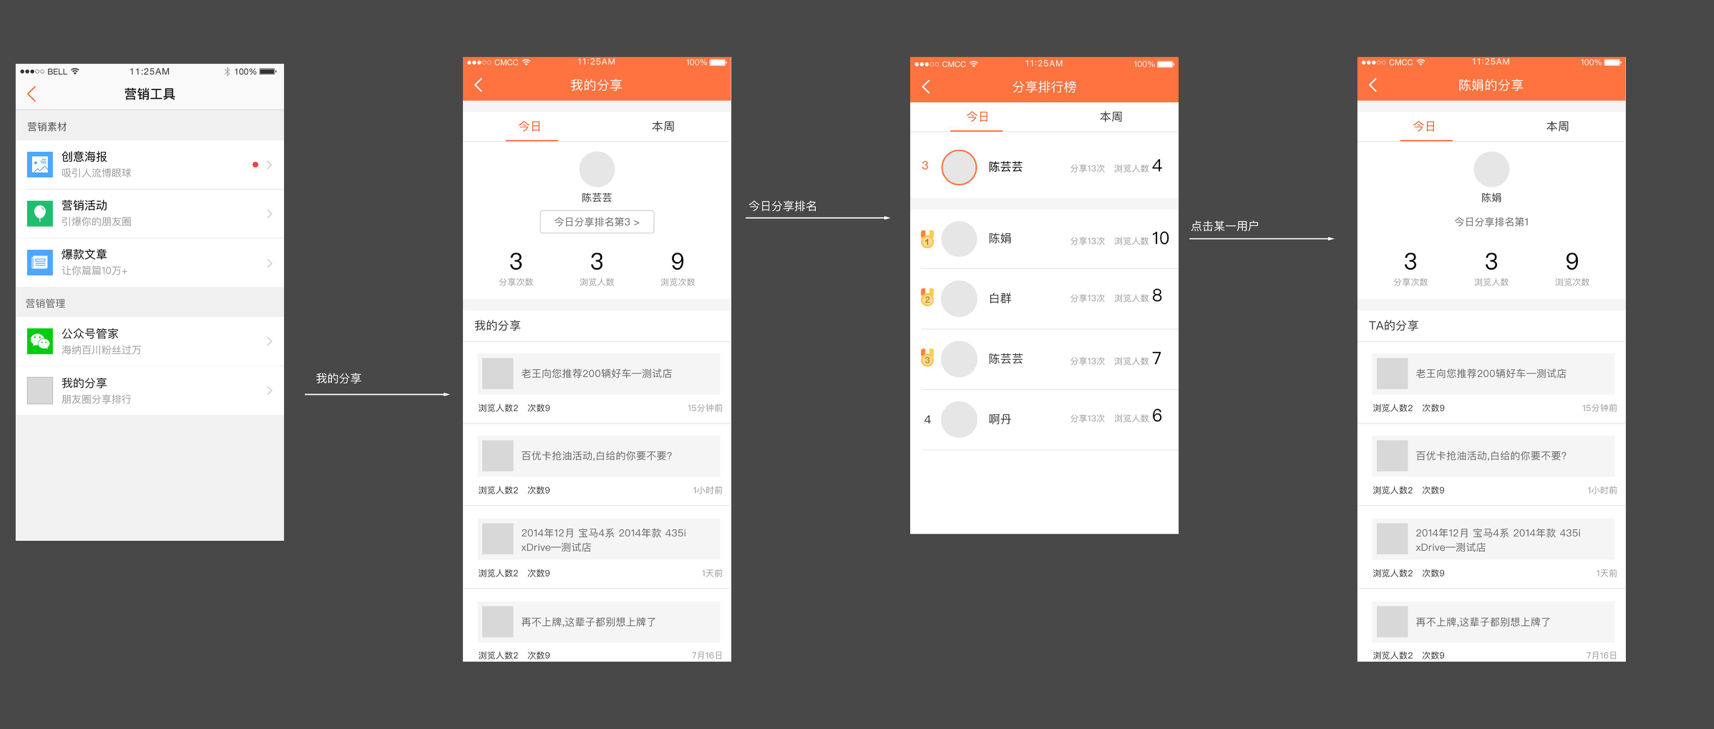 BELL 11:25AM 100%
营销工具
营销素材
创意海报
吸引人流博眼球
营销活动
引爆你的朋友圈
爆款文章
让你篇篇10万+
营销管理
公众号管家
海纳百川粉丝过万
我的分享
朋友圈分享排行
我的分享
CMCC 11:25AM 100%
我的分享
今日 本周
陈芸芸
今日分享排名第3 >
3 3 9
分享次数 浏览人数 浏览次数
我的分享
老王向您推荐200辆好车—测试店
浏览人数2 次数9 15分钟前
百优卡抢油活动,白给的你要不要?
浏览人数2 次数9 1小时前
2014年12月 宝马4系 2014年款 435i
xDrive—测试店
浏览人数2 次数9 1天前
再不上牌,这辈子都别想上牌了
浏览人数2 次数9 7月16日
今日分享排名
CMCC 11:25AM 100%
分享排行榜
今日 本周
3 陈芸芸 分享13次 浏览人数 4
1 陈娟 分享13次 浏览人数 10
2 白群 分享13次 浏览人数 8
3 陈芸芸 分享13次 浏览人数 7
4 啊丹 分享13次 浏览人数 6
点击某一用户
CMCC 11:25AM 100%
陈娟的分享
今日 本周
陈娟
今日分享排名第1
3 3 9
分享次数 浏览人数 浏览次数
TA的分享
老王向您推荐200辆好车—测试店
浏览人数2 次数9 15分钟前
百优卡抢油活动,白给的你要不要?
浏览人数2 次数9 1小时前
2014年12月 宝马4系 2014年款 435i
xDrive—测试店
浏览人数2 次数9 1天前
再不上牌,这辈子都别想上牌了
浏览人数2 次数9 7月16日